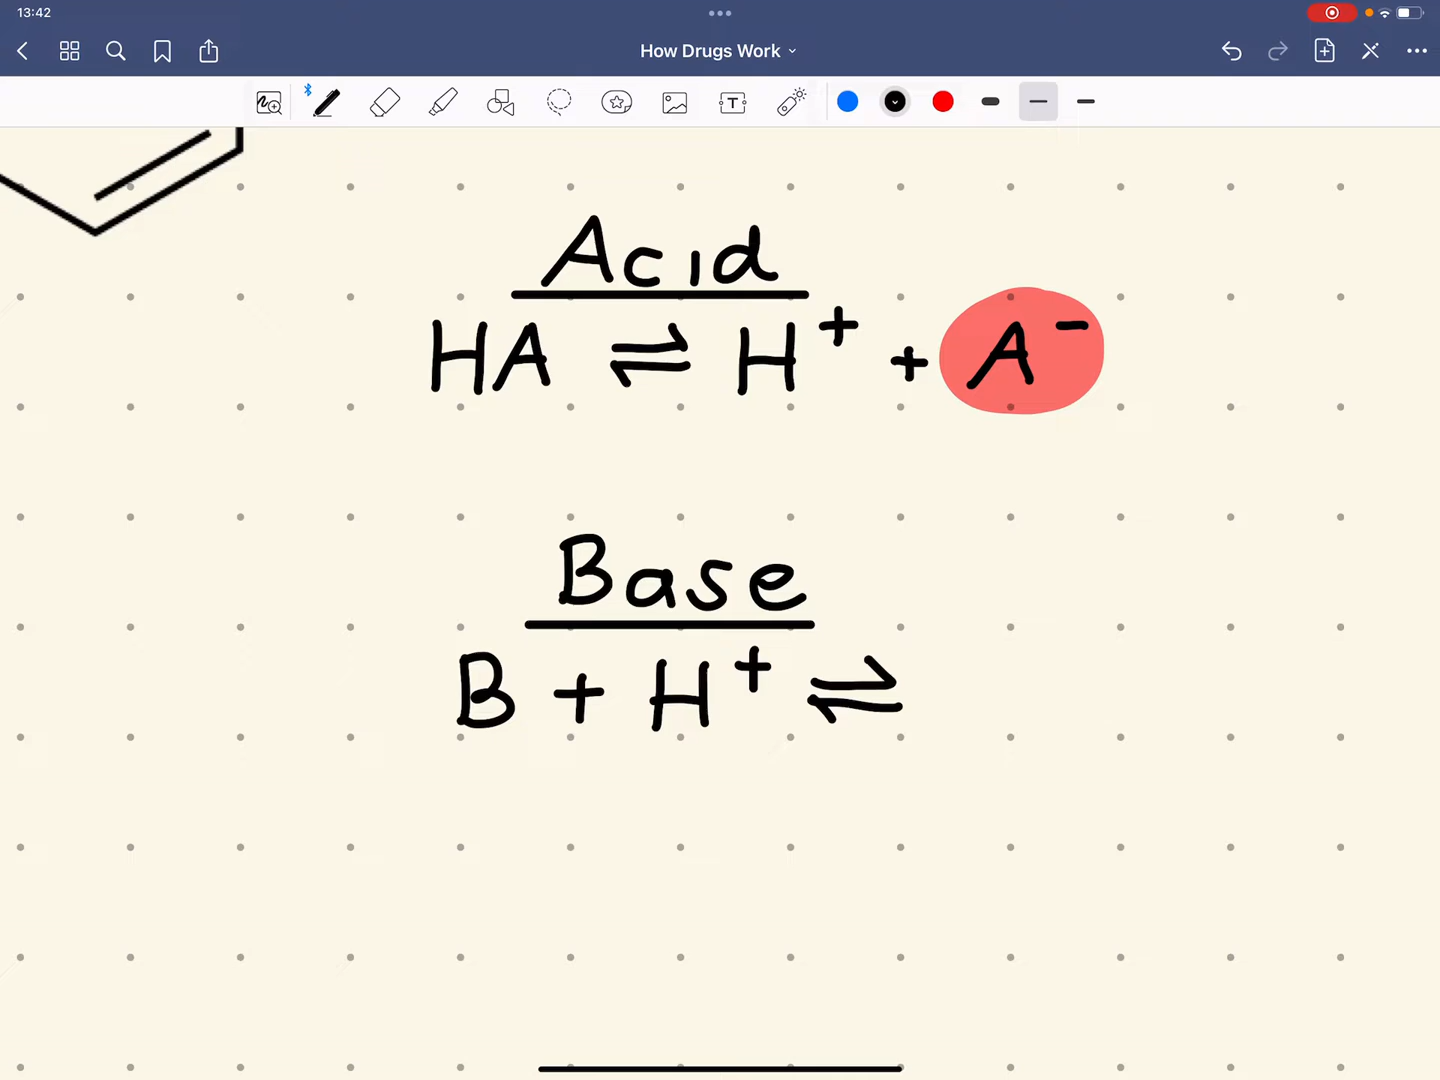 13:42
How Drugs Work
T
Acid
HA ⇌ H⁺ + A⁻
Base
B + H⁺ ⇌